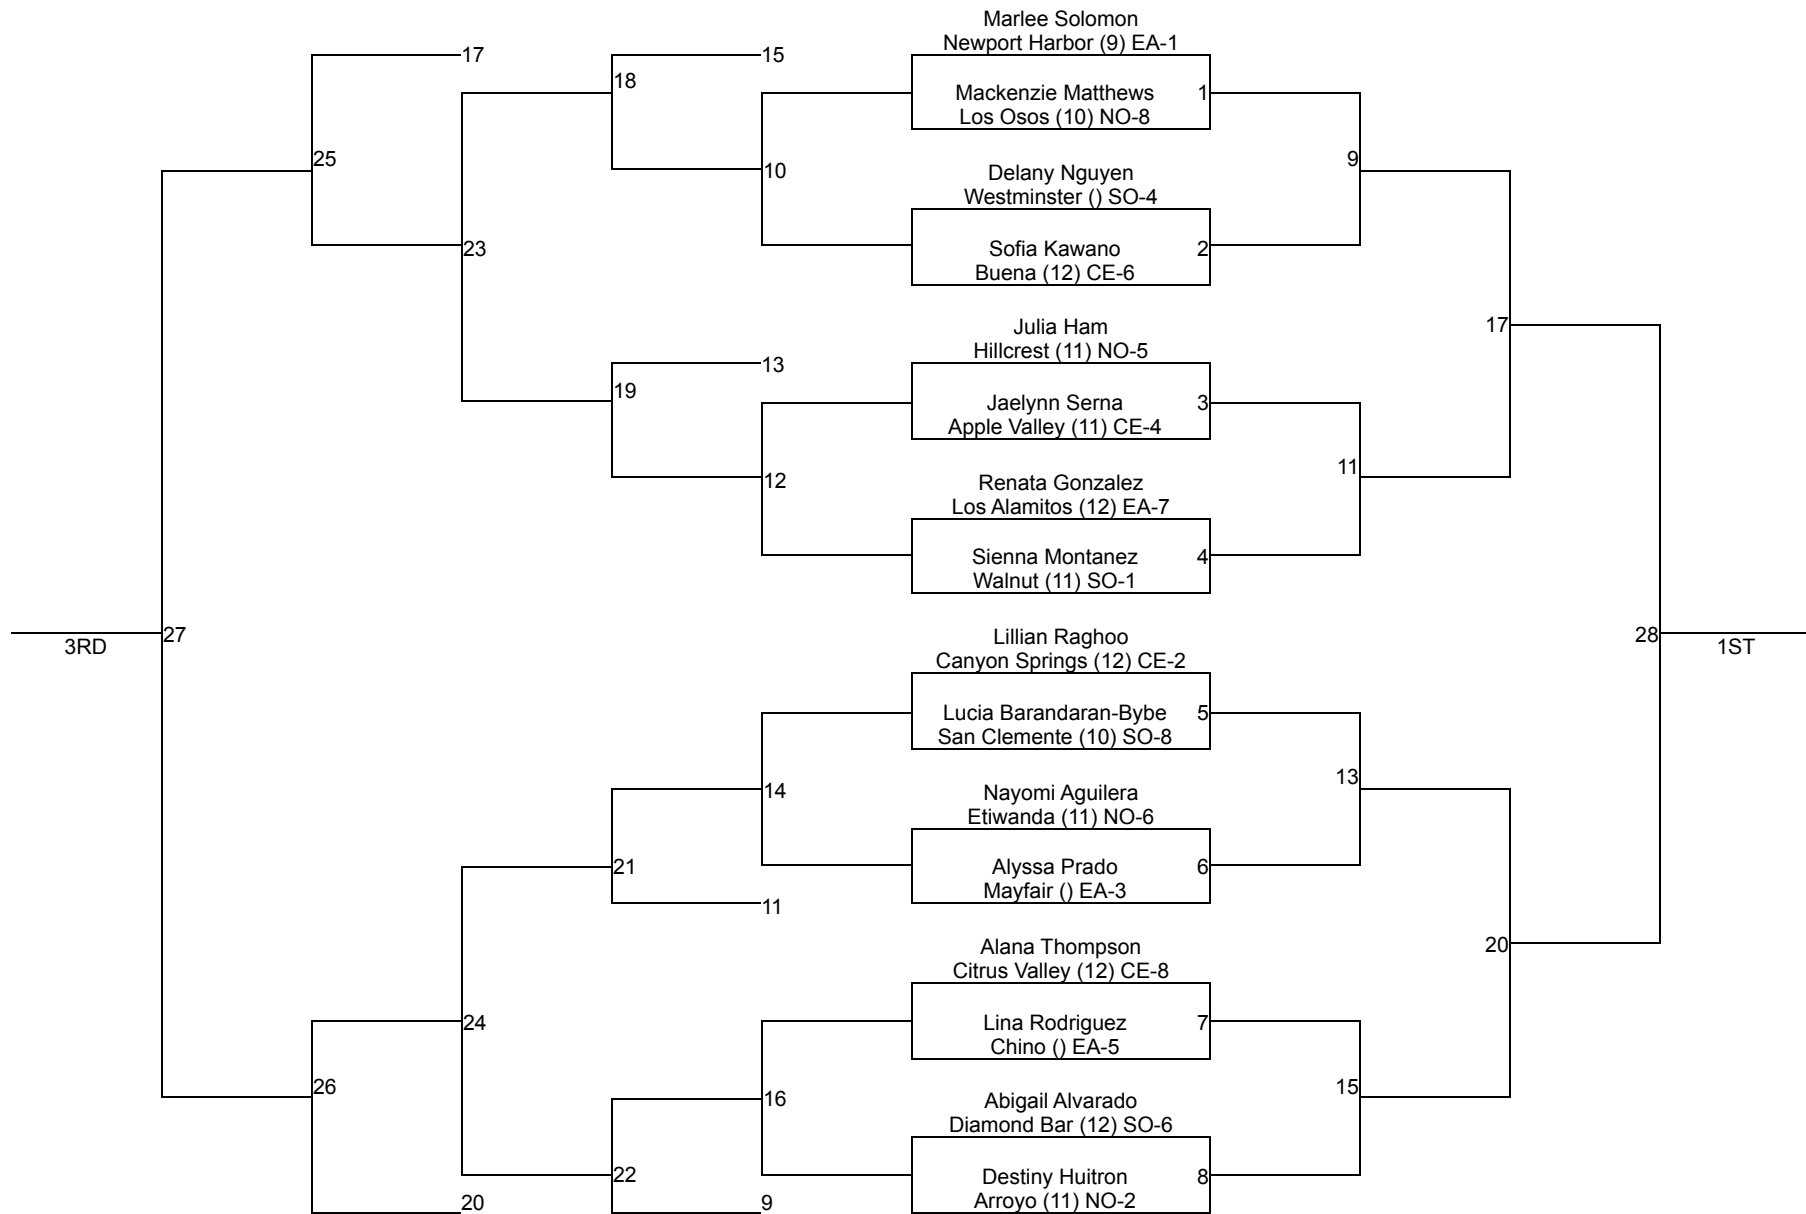 Marlee Solomon
Newport Harbor (9) EA-1
17
15
18
Mackenzie Matthews
1
Los Osos (10) NO-8
25
9
10
Delany Nguyen
Westminster () SO-4
23
Sofia Kawano
2
Buena (12) CE-6
Julia Ham
17
Hillcrest (11) NO-5
13
19
Jaelynn Serna
3
Apple Valley (11) CE-4
11
12
Renata Gonzalez
Los Alamitos (12) EA-7
Sienna Montanez
4
Walnut (11) SO-1
3RD
27
Lillian Raghoo
28
1ST
Canyon Springs (12) CE-2
Lucia Barandaran-Bybe
5
San Clemente (10) SO-8
13
14
Nayomi Aguilera
Etiwanda (11) NO-6
21
Alyssa Prado
6
Mayfair () EA-3
11
Alana Thompson
20
Citrus Valley (12) CE-8
24
Lina Rodriguez
7
Chino () EA-5
26
15
16
Abigail Alvarado
Diamond Bar (12) SO-6
22
Destiny Huitron
8
Arroyo (11) NO-2
20
9